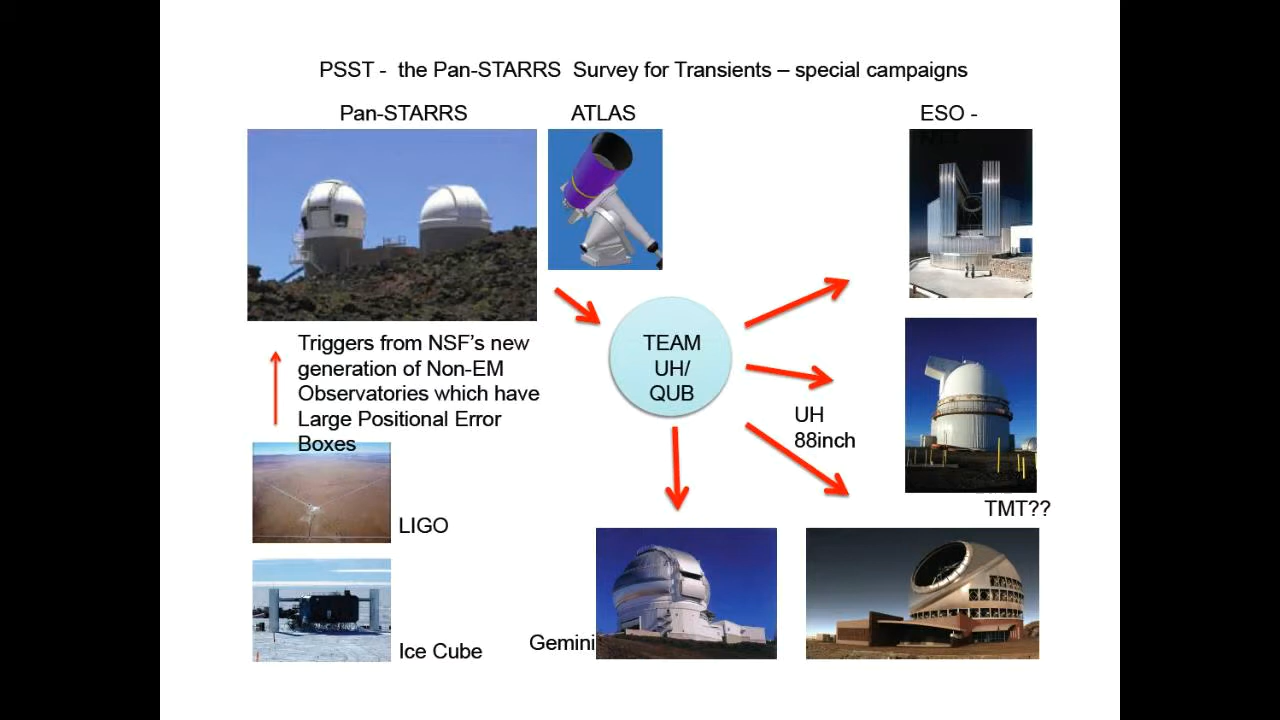 PSST - the Pan-STARRS Survey for Transients – special campaigns
Pan-STARRS
ATLAS
ESO -
Triggers from NSF's new
generation of Non-EM
Observatories which have
Large Positional Error
Boxes
TEAM
UH/
QUB
UH
88inch
TMT??
LIGO
Ice Cube
Gemini